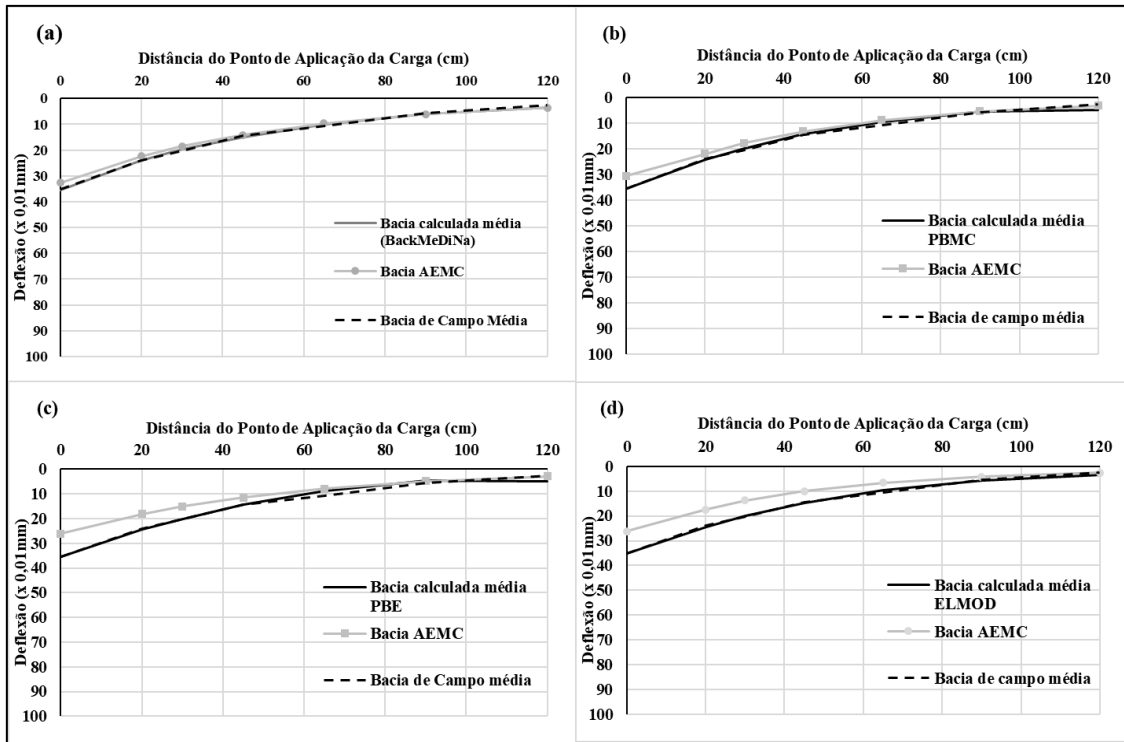 (a)
Distância do Ponto de Aplicação da Carga (cm)
0 20 40 60 80 100 120
0
10
20
30
40
50
60
70
80
90
100
Deflexão (x 0,01mm)
Bacia calculada média
(BackMeDiNa)
Bacia AEMC
Bacia de Campo Média
(b)
Distância do Ponto de Aplicação da Carga (cm)
0 20 40 60 80 100 120
0
10
20
30
40
50
60
70
80
90
100
Deflexão (x 0,01mm)
Bacia calculada média
PBMC
Bacia AEMC
Bacia de campo média
(c)
Distância do Ponto de Aplicação da Carga (cm)
0 20 40 60 80 100 120
0
10
20
30
40
50
60
70
80
90
100
Deflexão (x 0,01mm)
Bacia calculada média
PBE
Bacia AEMC
Bacia de Campo média
(d)
Distância do Ponto de Aplicação da Carga (cm)
0 20 40 60 80 100 120
0
10
20
30
40
50
60
70
80
90
100
Deflexão (x 0,01mm)
Bacia calculada média
ELMOD
Bacia AEMC
Bacia de campo média